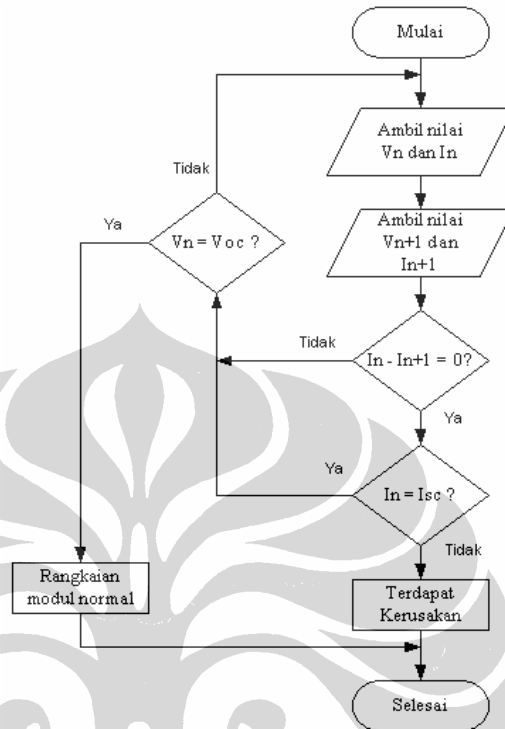 Mulai
Ambil nilai
Vn dan In
Tidak
Ya
Vn = Voc ?
Ambil nilai
Vn+1 dan
In+1
Tidak
In - In+1 = 0?
Ya
Ya
In = Isc ?
Tidak
Rangkaian
modul normal
Terdapat
Kerusakan
Selesai